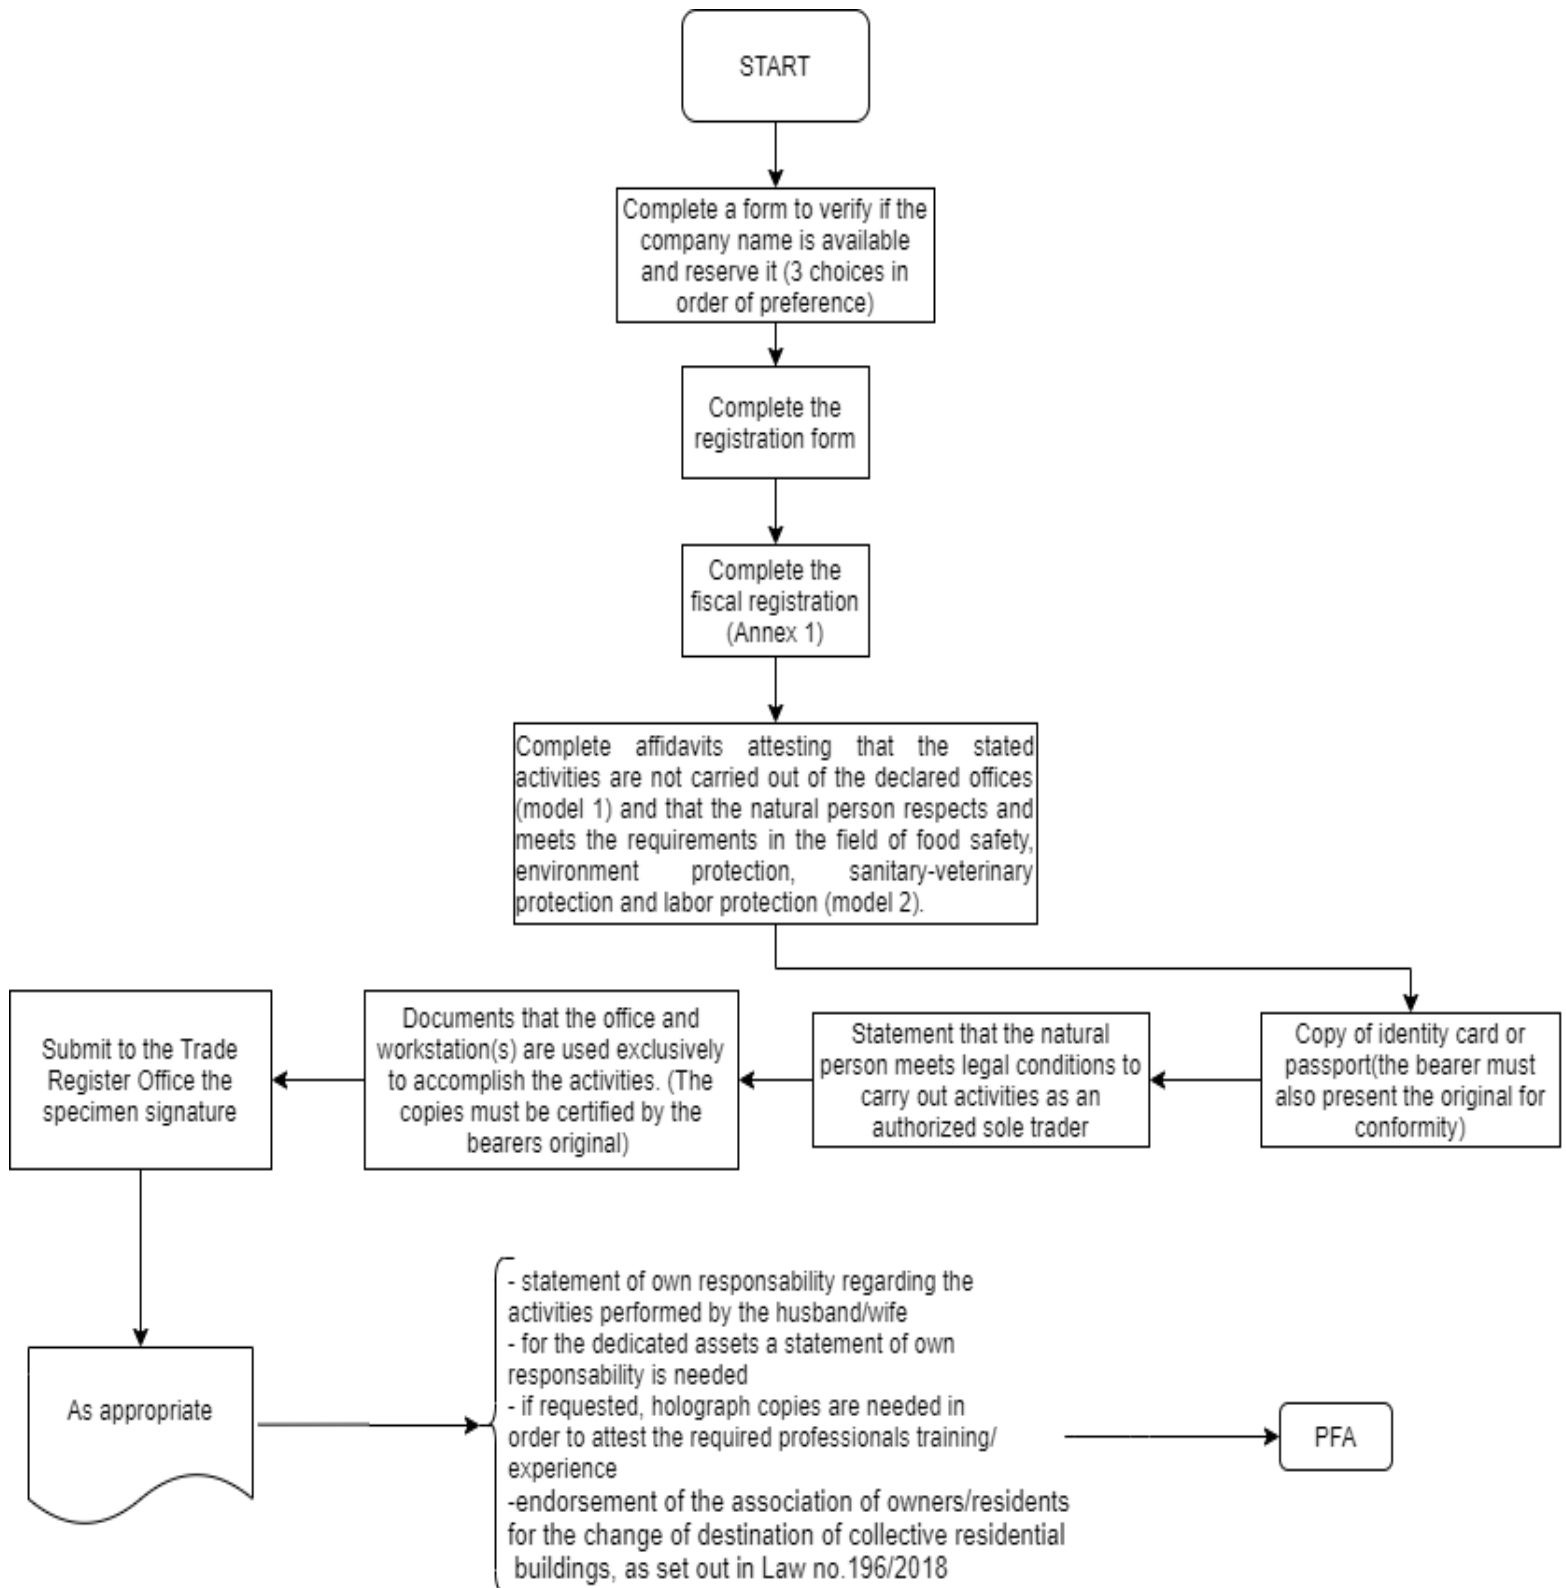 START
Complete a form to verify if the
company name is available
and reserve it (3 choices in
order of preference)
Complete the
registration form
Complete the
fiscal registration
(Annex 1)
Complete affidavits attesting that the stated
activities are not carried out of the declared offices
(model 1) and that the natural person respects and
meets the requirements in the field of food safety,
environment protection, sanitary-veterinary
protection and labor protection (model 2).
Copy of identity card or
passport(the bearer must
also present the original for
conformity)
Statement that the natural
person meets legal conditions to
carry out activities as an
authorized sole trader
Documents that the office and
workstation(s) are used exclusively
to accomplish the activities. (The
copies must be certified by the
bearers original)
Submit to the Trade
Register Office the
specimen signature
As appropriate
- statement of own responsability regarding the
activities performed by the husband/wife
- for the dedicated assets a statement of own
responsability is needed
- if requested, holograph copies are needed in
order to attest the required professionals training/
experience
-endorsement of the association of owners/residents
for the change of destination of collective residential
buildings, as set out in Law no.196/2018
PFA